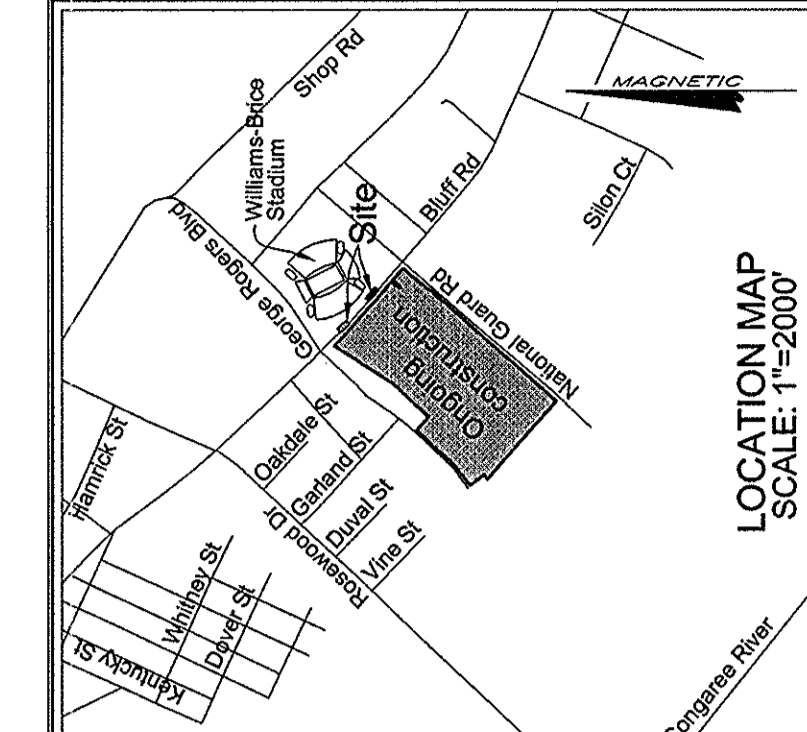 Shop Rd
MAGNETIC
Williams-Brice
Stadium
Site
Bluff Rd
Silon Ct
George Rogers Blvd
National Guard Rd
Ongoing
construction
Hamrick St
Oakdale St
Garland St
Duval St
Vine St
Rosewood Dr
Whitney St
Dover St
Kentucky St
LOCATION MAP
SCALE: 1"=2000'
Congaree River